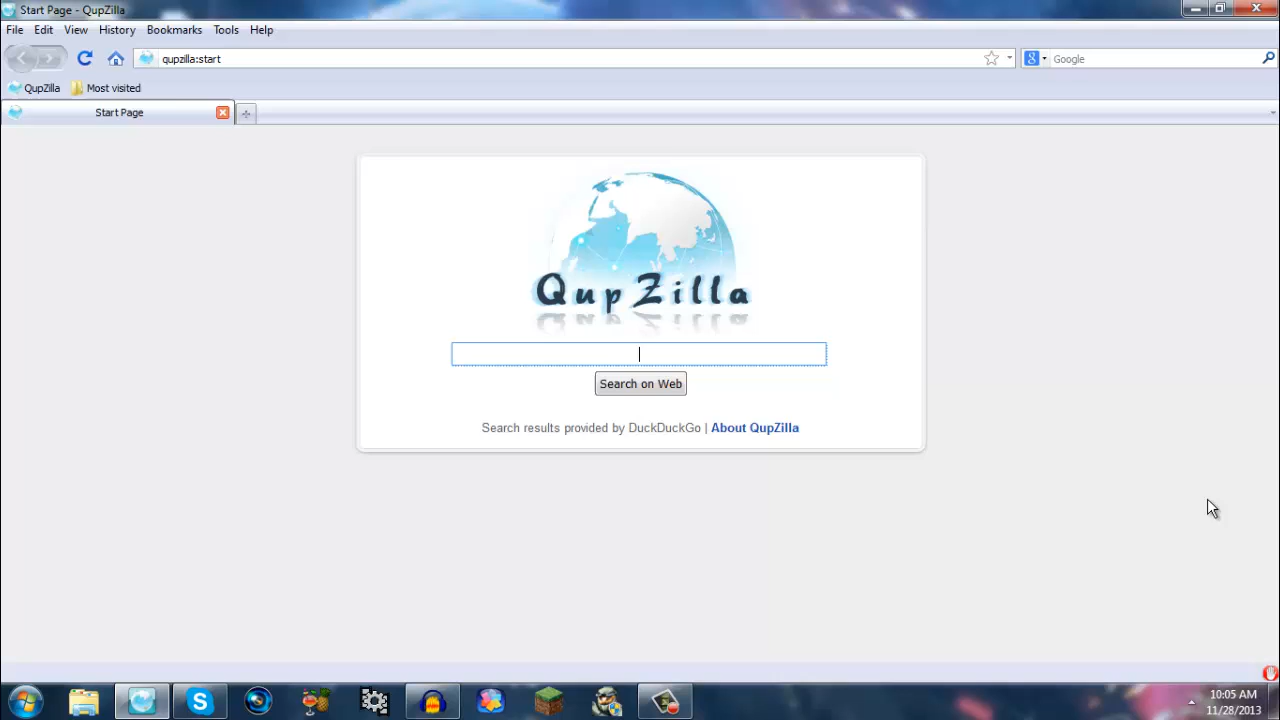 Start Page - QupZilla
File Edit View History Bookmarks Tools Help
qupzilla:start
8 Google
QupZilla Most visited
Start Page
QupZilla
Search on Web
Search results provided by DuckDuckGo | About QupZilla
10:05 AM
11/28/2013